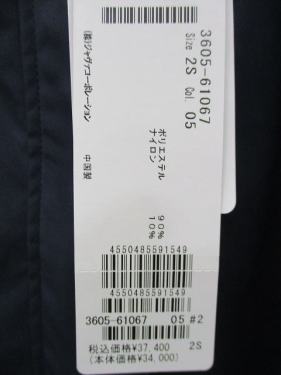 3605-61067
Size 2S Col. 05
ポリエステル 90%
ナイロン 10%
(株)ジャヴァコーポレーション
中国製
4550485591549
4550485591549
3605-61067 05 #2
税込価格¥37,400 2S
(本体価格¥34,000)